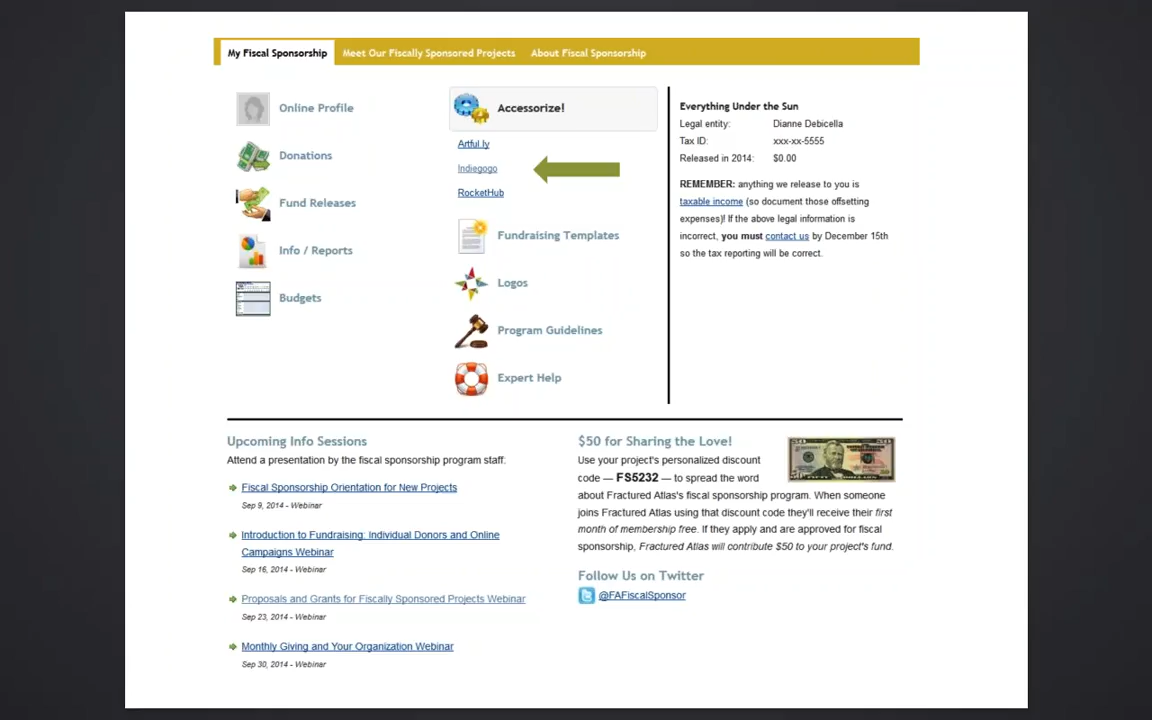 My Fiscal Sponsorship
Meet Our Fiscally Sponsored Projects
About Fiscal Sponsorship
Online Profile
Donations
Fund Releases
Info / Reports
Budgets
Accessorize!
Artful.ly
Indiegogo
RocketHub
Fundraising Templates
Logos
Program Guidelines
Expert Help
Everything Under the Sun
Legal entity: Dianne Debicella
Tax ID: xxx-xx-5555
Released in 2014: $0.00
REMEMBER: anything we release to you is
taxable income (so document those offsetting
expenses)! If the above legal information is
incorrect, you must contact us by December 15th
so the tax reporting will be correct.
Upcoming Info Sessions
Attend a presentation by the fiscal sponsorship program staff:
Fiscal Sponsorship Orientation for New Projects
Sep 9, 2014 - Webinar
Introduction to Fundraising: Individual Donors and Online
Campaigns Webinar
Sep 16, 2014 - Webinar
Proposals and Grants for Fiscally Sponsored Projects Webinar
Sep 23, 2014 - Webinar
Monthly Giving and Your Organization Webinar
Sep 30, 2014 - Webinar
$50 for Sharing the Love!
Use your project's personalized discount
code — FS5232 — to spread the word
about Fractured Atlas's fiscal sponsorship program. When someone
joins Fractured Atlas using that discount code they'll receive their first
month of membership free. If they apply and are approved for fiscal
sponsorship, Fractured Atlas will contribute $50 to your project's fund.
Follow Us on Twitter
@FAFiscalSponsor